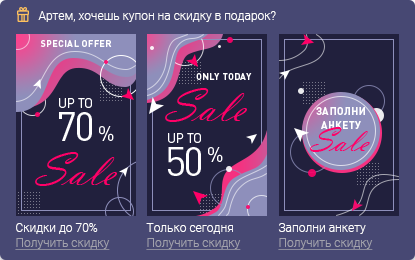 Артем, хочешь купон на скидку в подарок?
SPECIAL OFFER
UP TO
70 %
Sale
ONLY TODAY
Sale
UP TO
50 %
ЗАПОЛНИ
АНКЕТУ
Sale
Скидки до 70%
Получить скидку
Только сегодня
Получить скидку
Заполни анкету
Получить скидку